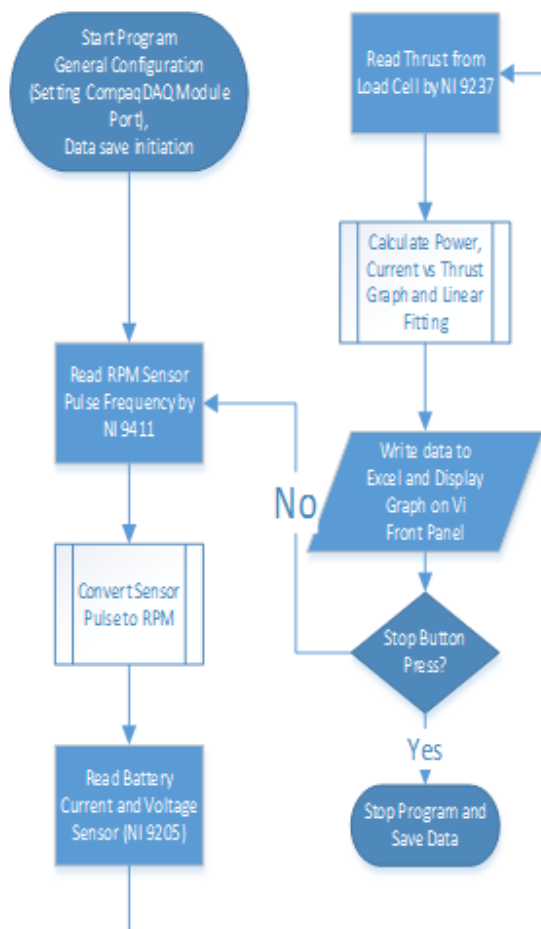 Start Program
General Configuration
(Setting CompaqDAQ Module
Port),
Data save initiation
Read RPM Sensor
Pulse Frequency by
NI 9411
Convert Sensor
Pulse to RPM
Read Battery
Current and Voltage
Sensor (NI 9205)
Read Thrust from
Load Cell by NI 9237
Calculate Power,
Current vs Thrust
Graph and Linear
Fitting
Write data to
Excel and Display
Graph on Vi
Front Panel
Stop Button
Press?
No
Yes
Stop Program and
Save Data